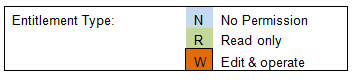 Entitlement Type: N No Permission
R Read only
W Edit & operate